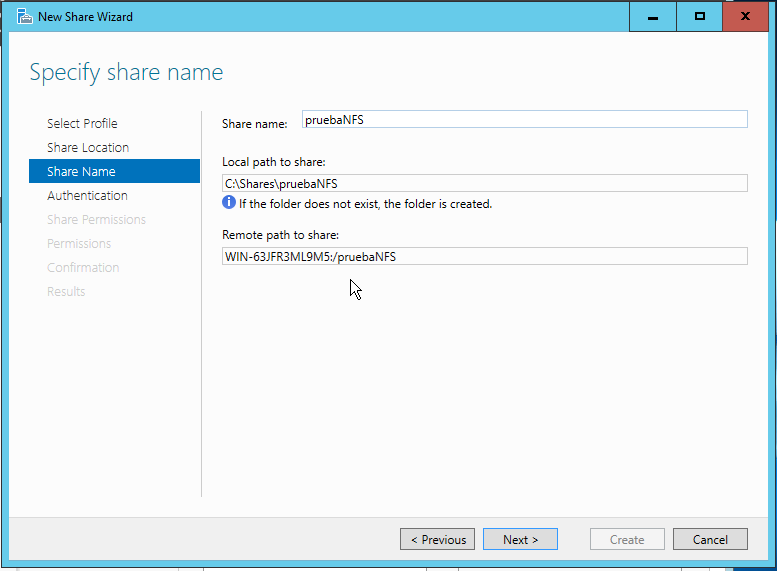 New Share Wizard
Specify share name
Select Profile
Share Location
Share Name
Authentication
Share Permissions
Permissions
Confirmation
Results
Share name:
pruebaNFS
Local path to share:
C:\Shares\pruebaNFS
If the folder does not exist, the folder is created.
Remote path to share:
WIN-63JFR3ML9M5:/pruebaNFS
< Previous
Next >
Create
Cancel